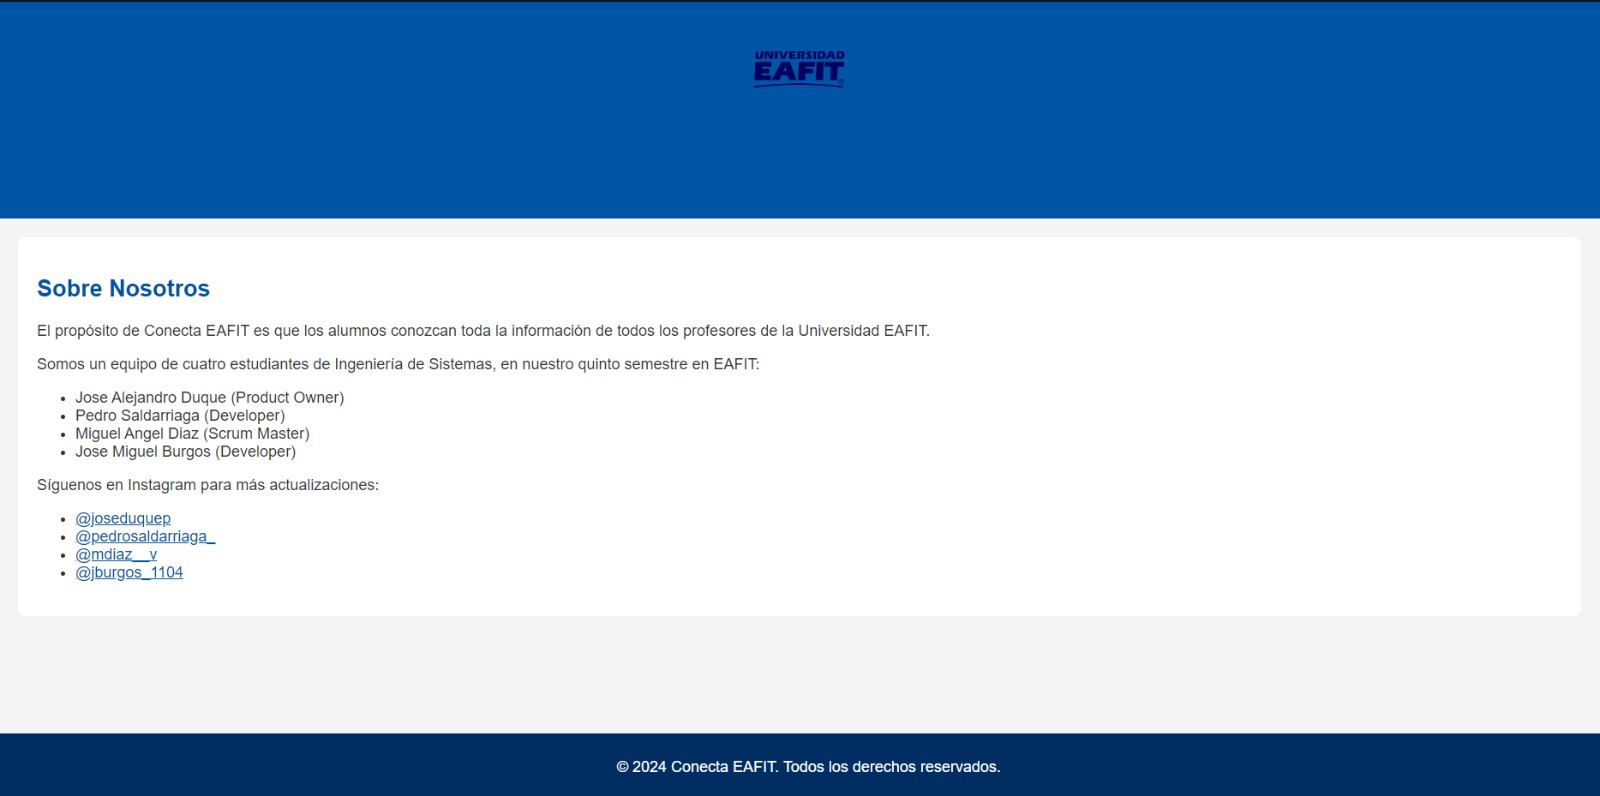 UNIVERSIDAD
EAFIT
Sobre Nosotros
El propósito de Conecta EAFIT es que los alumnos conozcan toda la información de todos los profesores de la Universidad EAFIT.
Somos un equipo de cuatro estudiantes de Ingeniería de Sistemas, en nuestro quinto semestre en EAFIT:
• Jose Alejandro Duque (Product Owner)
• Pedro Saldarriaga (Developer)
• Miguel Angel Diaz (Scrum Master)
• Jose Miguel Burgos (Developer)
Síguenos en Instagram para más actualizaciones:
• @joseduquep
• @pedrosaldarriaga_
• @mdiaz__v
• @jburgos_1104
© 2024 Conecta EAFIT. Todos los derechos reservados.